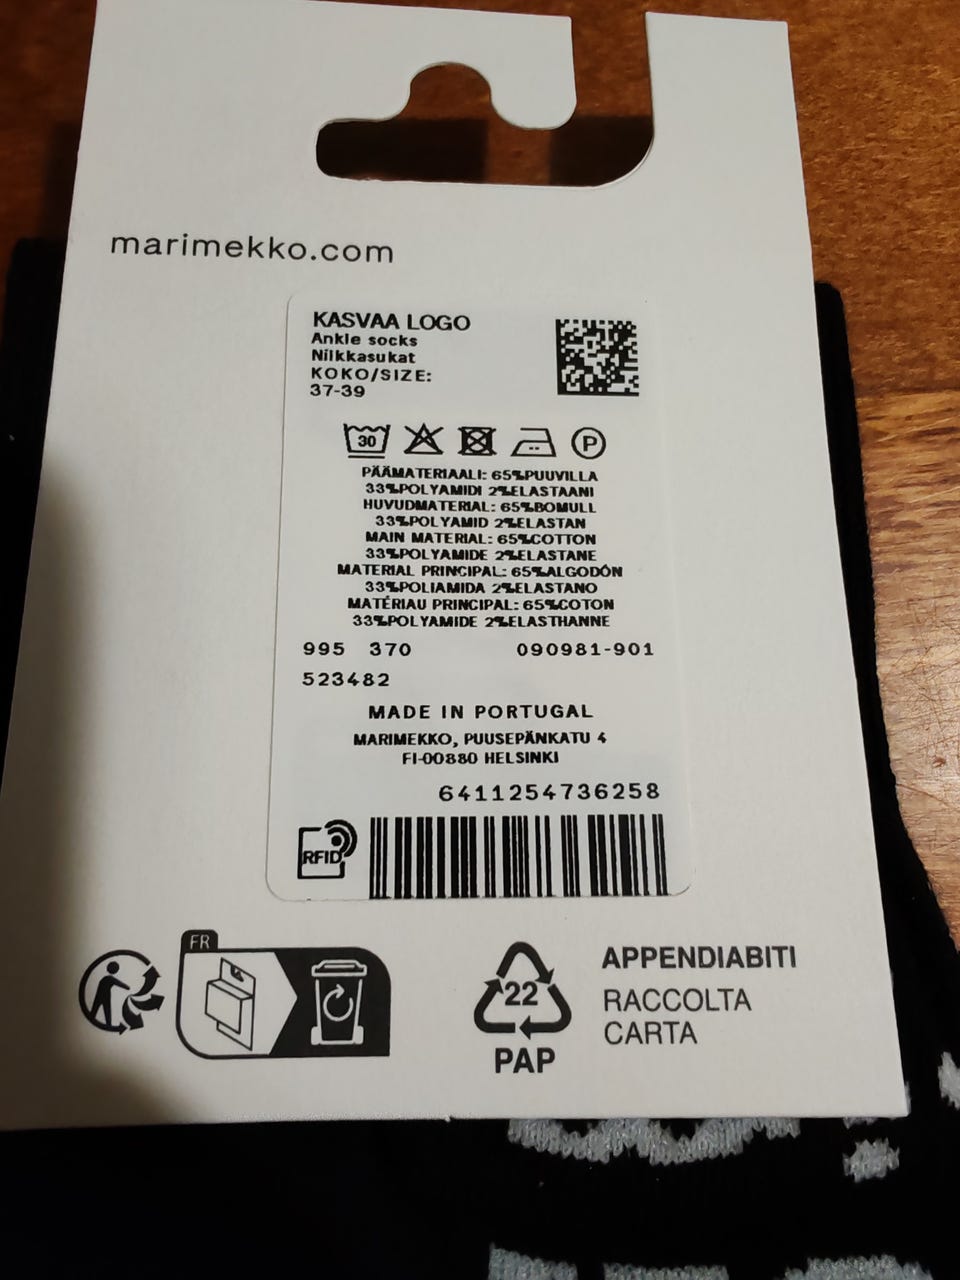 marimekko.com
KASVAA LOGO
Ankle socks
Nilkkasukat
KOKO/SIZE:
37-39
30 P
PÄÄMATERIAALI: 65%PUUVILLA
33%POLYAMIDI 2%ELASTAANI
HUVUDMATERIAL: 65%BOMULL
33%POLYAMID 2%ELASTAN
MAIN MATERIAL: 65%COTTON
33%POLYAMIDE 2%ELASTANE
MATERIAL PRINCIPAL: 65%ALGODÓN
33%POLIAMIDA 2%ELASTANO
MATÉRIAU PRINCIPAL: 65%COTON
33%POLYAMIDE 2%ELASTHANNE
995 370 090981-901
523482
MADE IN PORTUGAL
MARIMEKKO, PUUSEPÄNKATU 4
FI-00880 HELSINKI
6411254736258
RFID
FR
22
PAP
APPENDIABITI
RACCOLTA
CARTA